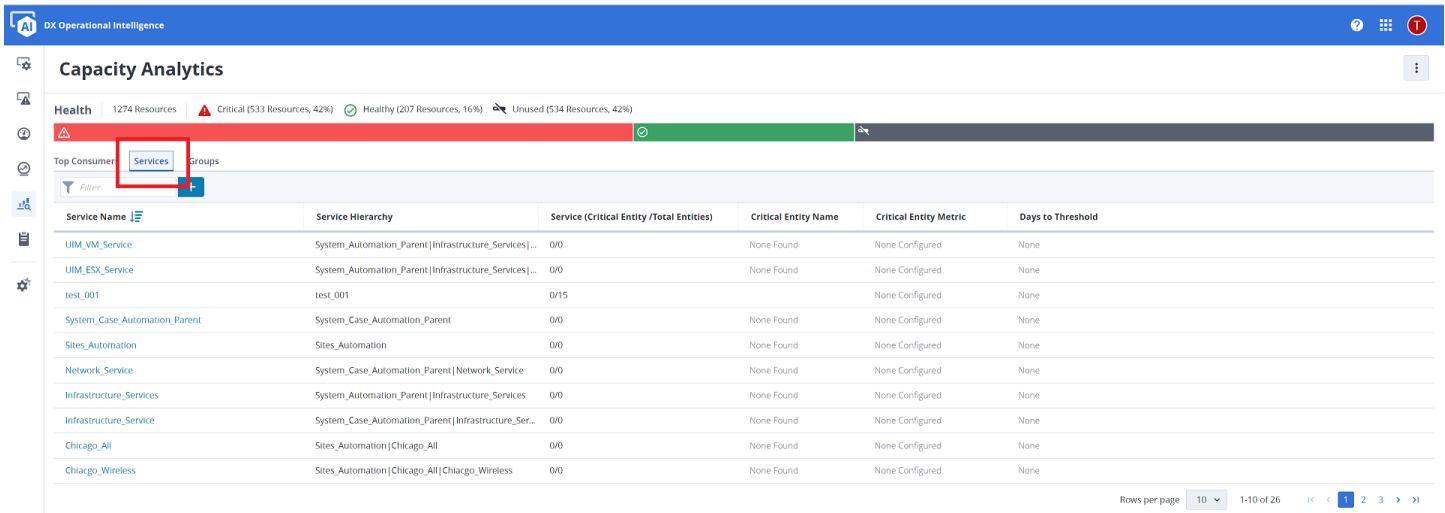 AI DX Operational Intelligence ? T
Capacity Analytics
Health 1274 Resources Critical (533 Resources, 42%) Healthy (207 Resources, 16%) Unused (534 Resources, 42%)
Top Consumers Services Groups
Filter +
Service Name Service Hierarchy Service (Critical Entity /Total Entities) Critical Entity Name Critical Entity Metric Days to Threshold
UIM_VM_Service System_Automation_Parent|Infrastructure_Services|... 0/0 None Found None Configured None
UIM_ESX_Service System_Automation_Parent|Infrastructure_Services|... 0/0 None Found None Configured None
test_001 test_001 0/15 None Configured None
System_Case_Automation_Parent System_Case_Automation_Parent 0/0 None Found None Configured None
Sites_Automation Sites_Automation 0/0 None Found None Configured None
Network_Service System_Case_Automation_Parent|Network_Service 0/0 None Found None Configured None
Infrastructure_Services System_Automation_Parent|Infrastructure_Services 0/0 None Found None Configured None
Infrastructure_Service System_Case_Automation_Parent|Infrastructure_Ser... 0/0 None Found None Configured None
Chicago_All Sites_Automation|Chicago_All 0/0 None Found None Configured None
Chiacgo_Wireless Sites_Automation|Chicago_All|Chiacgo_Wireless 0/0 None Found None Configured None
Rows per page 10 1-10 of 26 1 2 3